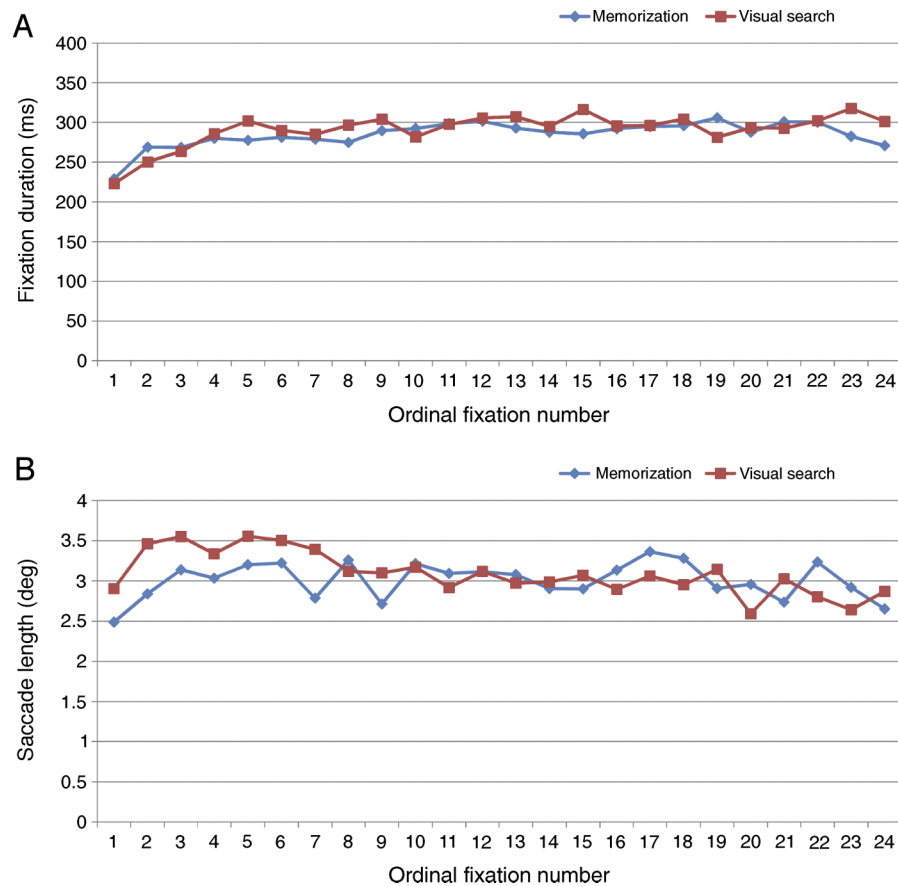 A
Memorization Visual search
400
350
300
250
200
150
100
50
0
Fixation duration (ms)
1 2 3 4 5 6 7 8 9 10 11 12 13 14 15 16 17 18 19 20 21 22 23 24
Ordinal fixation number
B
Memorization Visual search
4
3.5
3
2.5
2
1.5
1
0.5
0
Saccade length (deg)
1 2 3 4 5 6 7 8 9 10 11 12 13 14 15 16 17 18 19 20 21 22 23 24
Ordinal fixation number